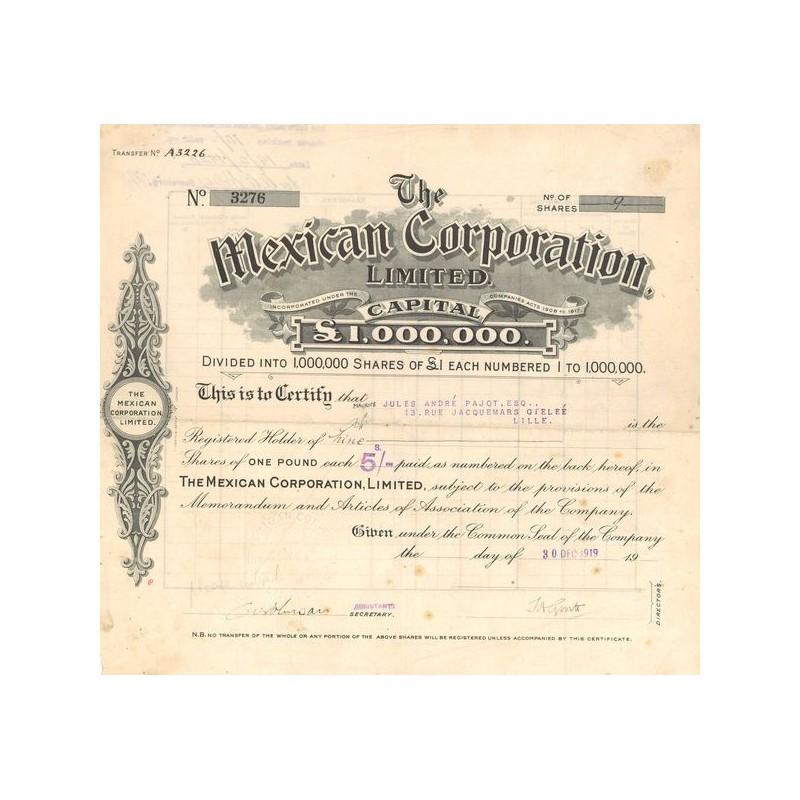 TRANSFER Nº A3226
Nº. 3276
Nº. OF SHARES 9
The
Mexican Corporation,
LIMITED.
INCORPORATED UNDER THE COMPANIES ACTS 1908 TO 1917.
CAPITAL
£1,000,000.
DIVIDED INTO 1,000,000 SHARES OF £1 EACH NUMBERED 1 TO 1,000,000.
THE
MEXICAN
CORPORATION,
LIMITED.
This is to Certify that MAURICE JULES ANDRÉ PAJOT, ESQ.,
13, RUE JACQUEMARS GIELEÉ
of LILLE. is the
Registered Holder of Nine
Shares of ONE POUND each 5s/- paid, as numbered on the back hereof, in
THE MEXICAN CORPORATION, LIMITED, subject to the provisions of the
Memorandum and Articles of Association of the Company.
Given under the Common Seal of the Company
the day of 30 DEC 1919 19
ASSISTANT
SECRETARY.
DIRECTORS.
N.B. NO TRANSFER OF THE WHOLE OR ANY PORTION OF THE ABOVE SHARES WILL BE REGISTERED UNLESS ACCOMPANIED BY THIS CERTIFICATE.